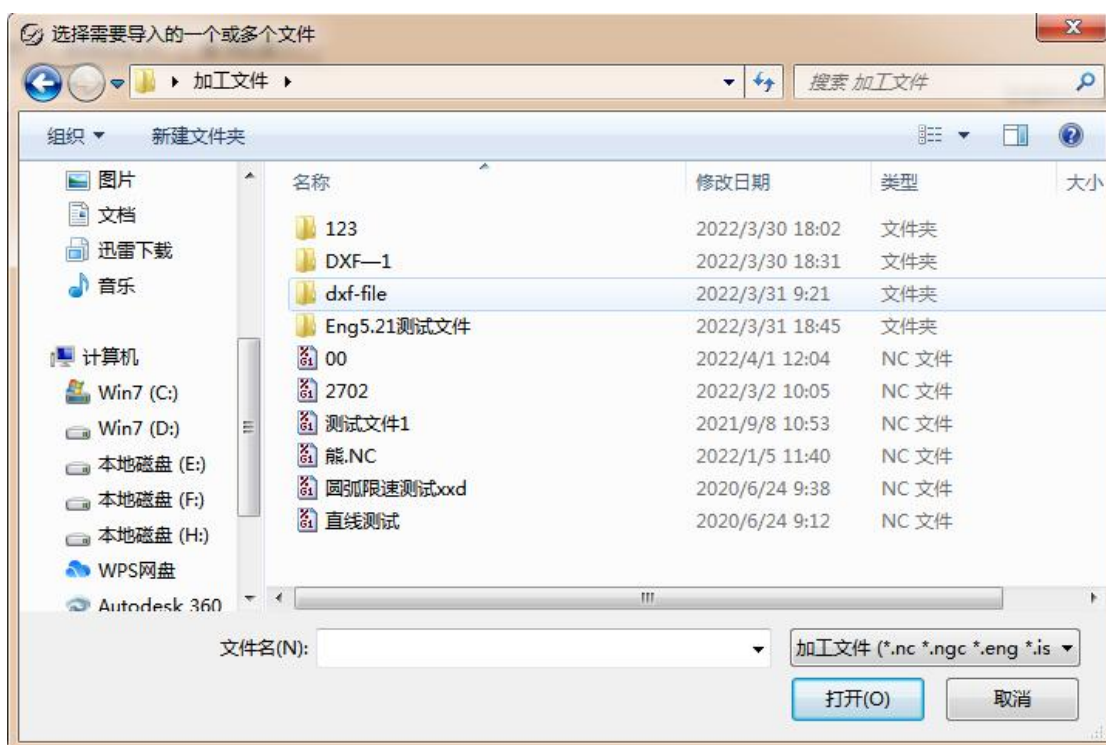 选择需要导入的一个或多个文件
加工文件
搜索 加工文件
组织 新建文件夹
图片
文档
迅雷下载
音乐
计算机
Win7 (C:)
Win7 (D:)
本地磁盘 (E:)
本地磁盘 (F:)
本地磁盘 (H:)
WPS网盘
Autodesk 360
名称 修改日期 类型 大小
123 2022/3/30 18:02 文件夹
DXF—1 2022/3/30 18:31 文件夹
dxf-file 2022/3/31 9:21 文件夹
Eng5.21测试文件 2022/3/31 18:45 文件夹
00 2022/4/1 12:04 NC 文件
2702 2022/3/2 10:05 NC 文件
测试文件1 2021/9/8 10:53 NC 文件
熊.NC 2022/1/5 11:40 NC 文件
圆弧限速测试xxd 2020/6/24 9:38 NC 文件
直线测试 2020/6/24 9:12 NC 文件
文件名(N): 加工文件 (*.nc *.ngc *.eng *.is
打开(O) 取消